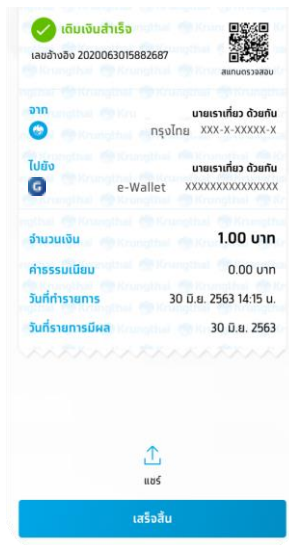 เติมเงินสำเร็จ
เลขอ้างอิง 2020063015882687
สแกนตรวจสอบ
จาก นายเราเที่ยว ด้วยกัน
กรุงไทย XXX-X-XXXXX-X
ไปยัง นายเราเที่ยว ด้วยกัน
G e-Wallet XXXXXXXXXXXXXXX
จำนวนเงิน 1.00 บาท
ค่าธรรมเนียม 0.00 บาท
วันที่ทำรายการ 30 มิ.ย. 2563 14:15 น.
วันที่รายการมีผล 30 มิ.ย. 2563
แชร์
เสร็จสิ้น